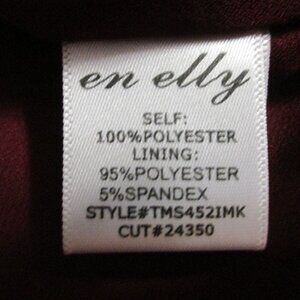 en elly
SELF:
100%POLYESTER
LINING:
95%POLYESTER
5%SPANDEX
STYLE#TMS452IMK
CUT#24350